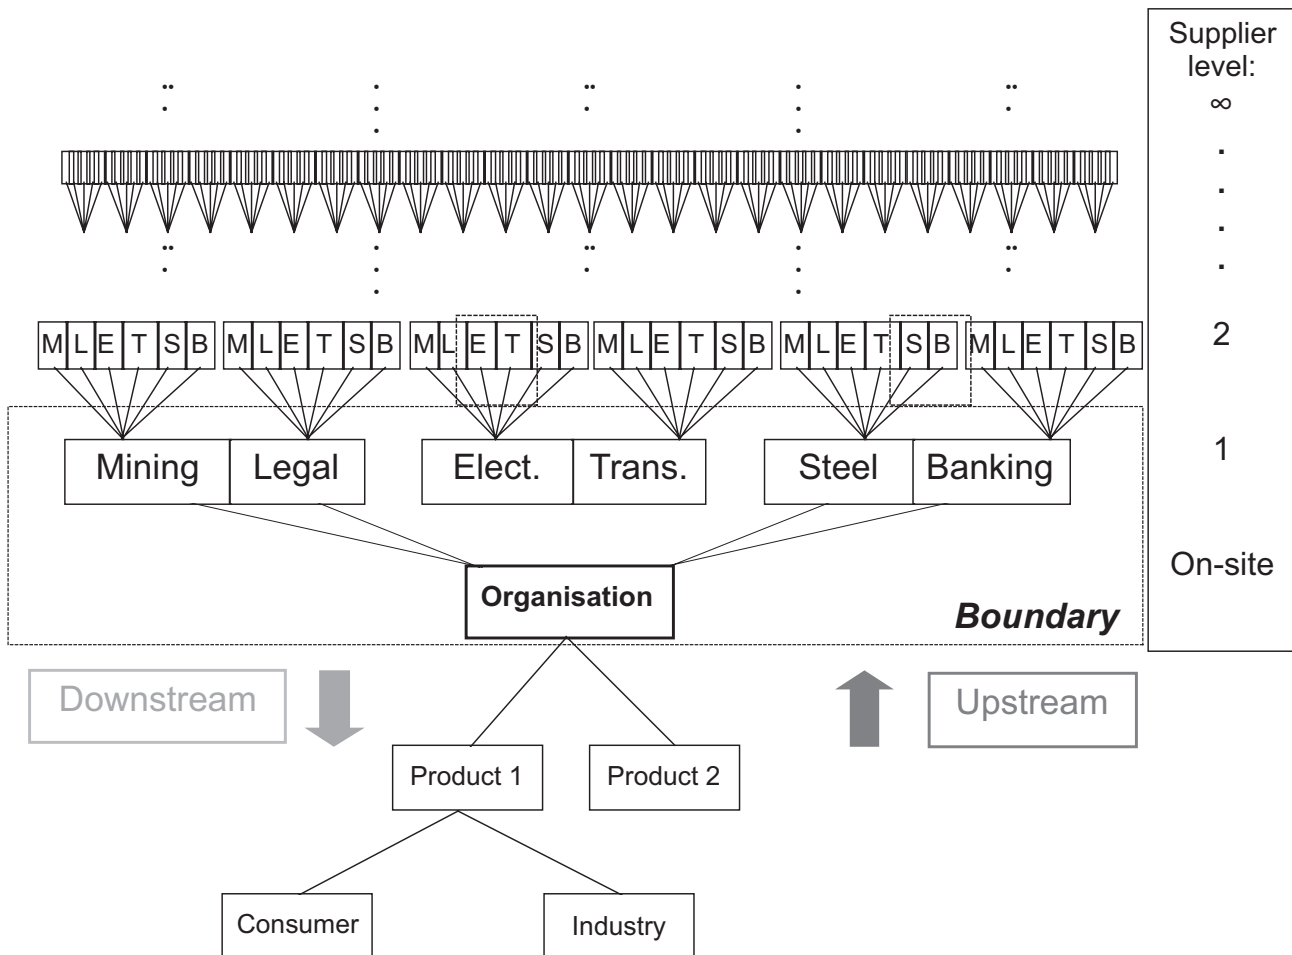 Supplier
level:
∞
M L E T S B M L E T S B M L E T S B M L E T S B M L E T S B M L E T S B
2
Mining Legal Elect. Trans. Steel Banking
1
On-site
Organisation
Boundary
Downstream
Upstream
Product 1
Product 2
Consumer
Industry